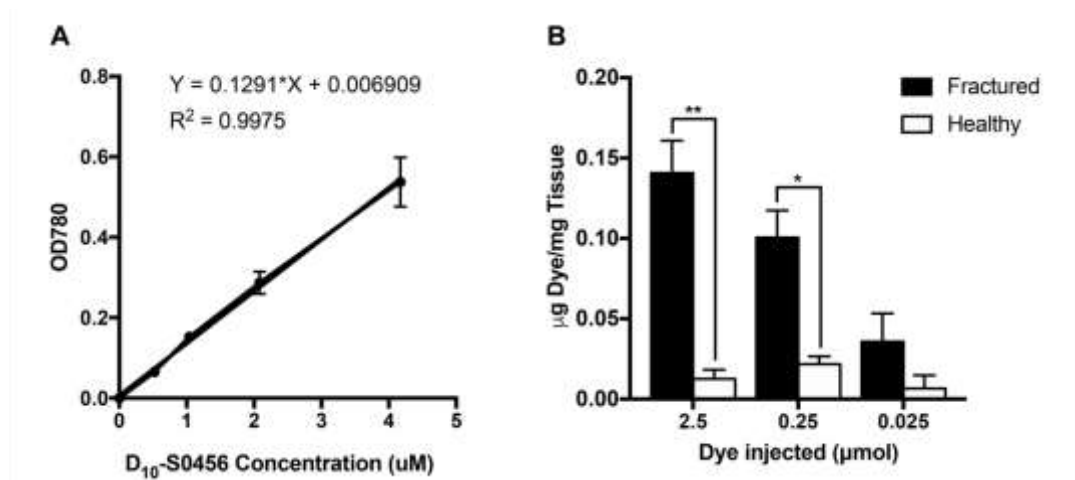 A
Y = 0.1291*X + 0.006909
R² = 0.9975
0.8
0.6
0.4
0.2
0.0
OD780
0 1 2 3 4 5
D₁₀-S0456 Concentration (uM)
B
Fractured
Healthy
**
*
0.20
0.15
0.10
0.05
0.00
µg Dye/mg Tissue
2.5 0.25 0.025
Dye injected (µmol)